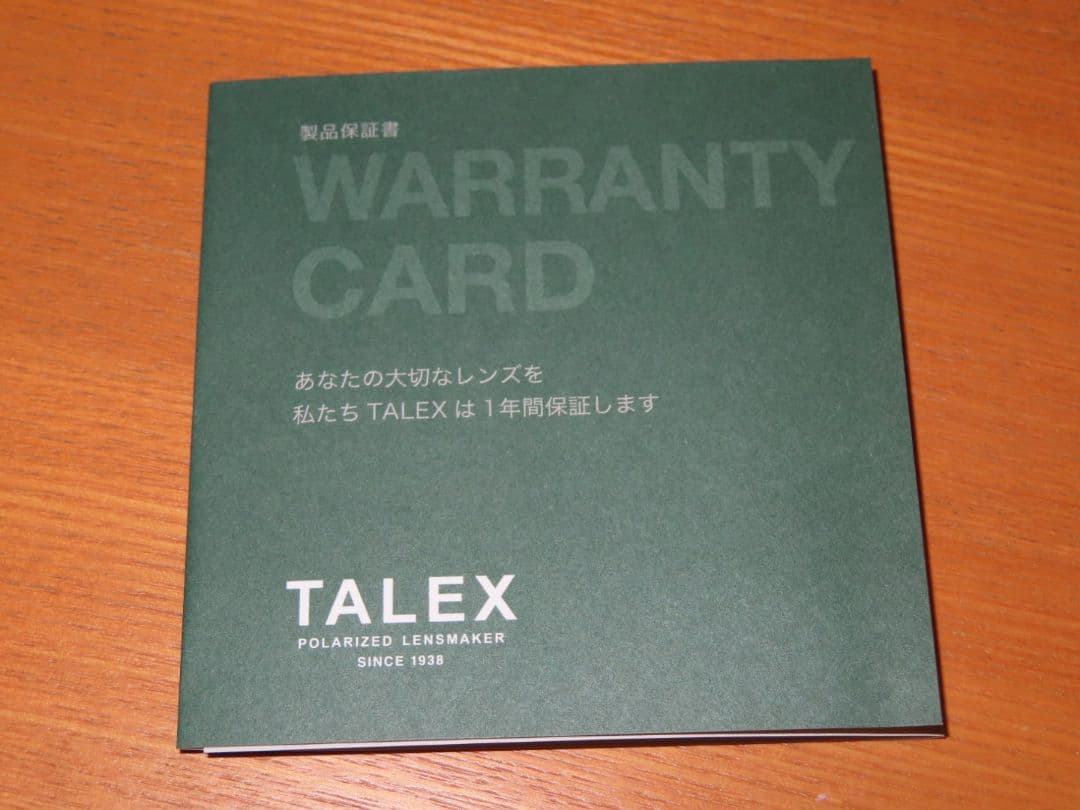 製品保証書
WARRANTY
CARD
あなたの大切なレンズを
私たち TALEX は 1年間保証します
TALEX
POLARIZED LENSMAKER
SINCE 1938